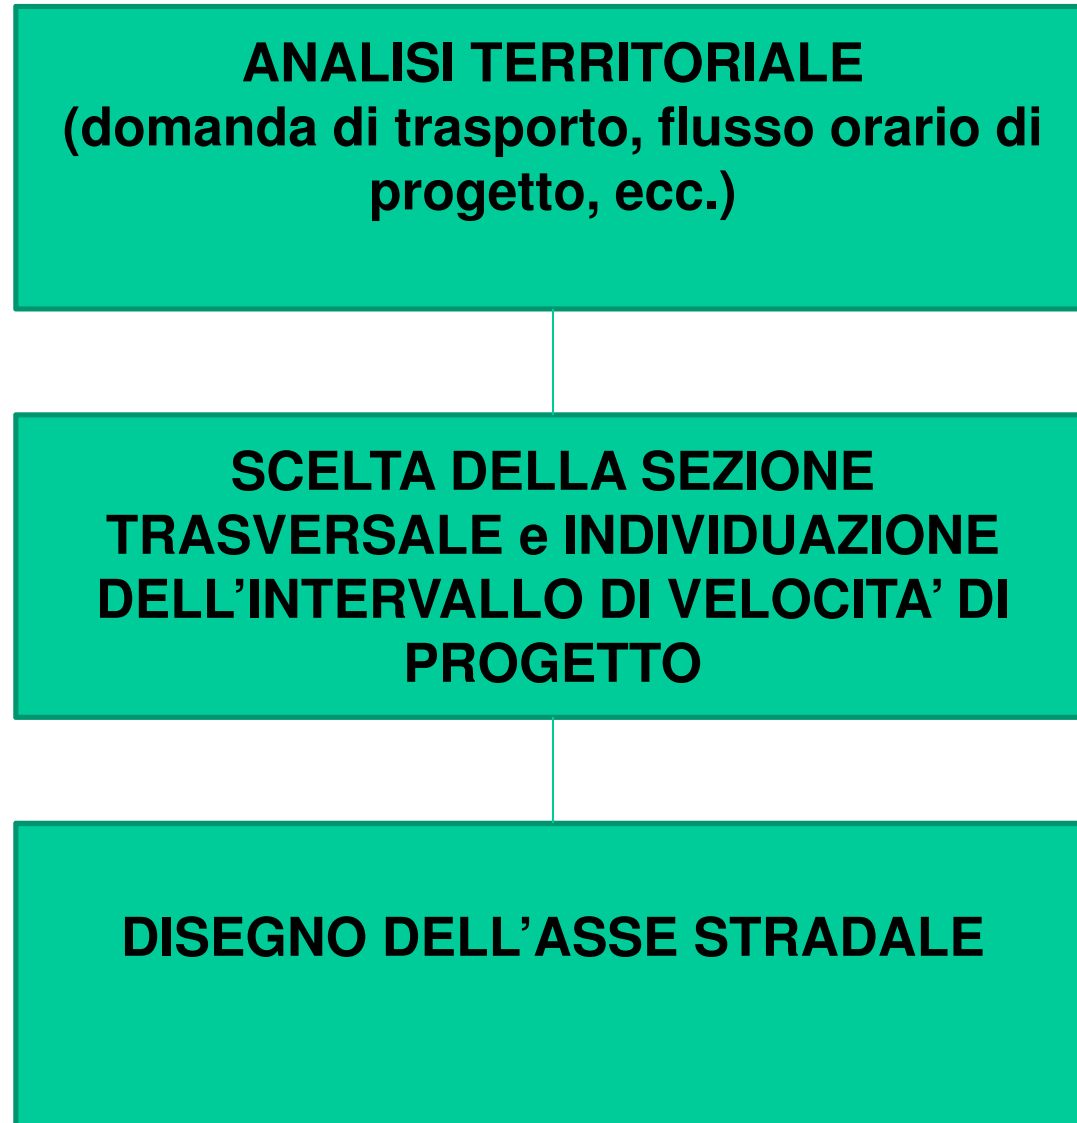 ANALISI TERRITORIALE
(domanda di trasporto, flusso orario di
progetto, ecc.)
SCELTA DELLA SEZIONE
TRASVERSALE e INDIVIDUAZIONE
DELL’INTERVALLO DI VELOCITA’ DI
PROGETTO
DISEGNO DELL’ASSE STRADALE